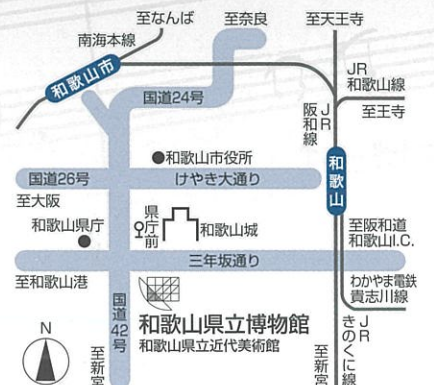 至なんば
至奈良
至天王寺
南海本線
和歌山市
国道24号
JR
和歌山線
至王寺
JR
阪和線
和歌山市役所
和歌山
国道26号
けやき大通り
至大阪
和歌山県庁
県庁前
和歌山城
至阪和道
和歌山I.C.
三年坂通り
至和歌山港
わかやま電鉄
貴志川線
国道42号
和歌山県立博物館
和歌山県立近代美術館
JR
きのくに線
N
至新宮
至新宮